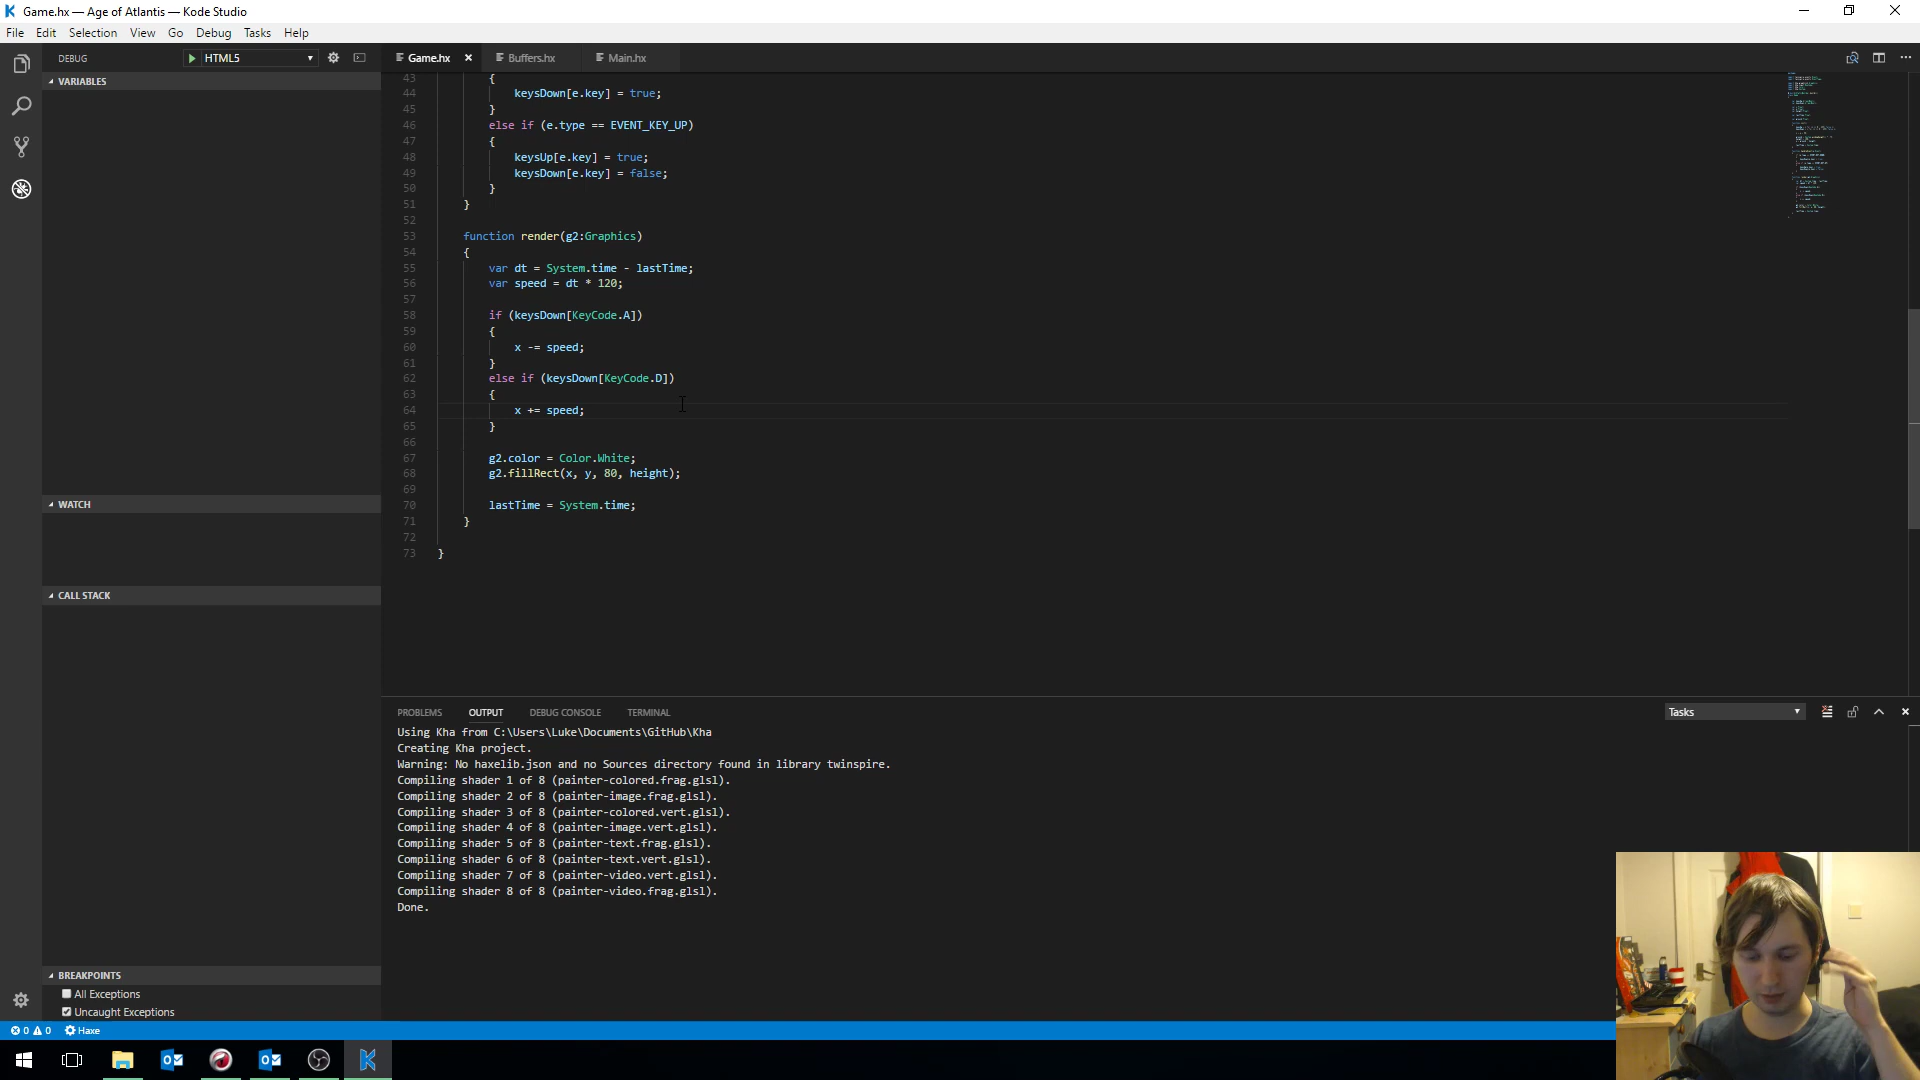 Game.hx — Age of Atlantis — Kode Studio
File Edit Selection View Go Debug Tasks Help
DEBUG
HTML5
Game.hx
Buffers.hx
Main.hx
VARIABLES
WATCH
CALL STACK
BREAKPOINTS
All Exceptions
Uncaught Exceptions
43 {
44 keysDown[e.key] = true;
45 }
46 else if (e.type == EVENT_KEY_UP)
47 {
48 keysUp[e.key] = true;
49 keysDown[e.key] = false;
50 }
51 }
52
53 function render(g2:Graphics)
54 {
55 var dt = System.time - lastTime;
56 var speed = dt * 120;
57
58 if (keysDown[KeyCode.A])
59 {
60 x -= speed;
61 }
62 else if (keysDown[KeyCode.D])
63 {
64 x += speed;
65 }
66
67 g2.color = Color.White;
68 g2.fillRect(x, y, 80, height);
69
70 lastTime = System.time;
71 }
72
73 }
PROBLEMS OUTPUT DEBUG CONSOLE TERMINAL
Tasks
Using Kha from C:\Users\Luke\Documents\GitHub\Kha
Creating Kha project.
Warning: No haxelib.json and no Sources directory found in library twinspire.
Compiling shader 1 of 8 (painter-colored.frag.glsl).
Compiling shader 2 of 8 (painter-image.frag.glsl).
Compiling shader 3 of 8 (painter-colored.vert.glsl).
Compiling shader 4 of 8 (painter-image.vert.glsl).
Compiling shader 5 of 8 (painter-text.frag.glsl).
Compiling shader 6 of 8 (painter-text.vert.glsl).
Compiling shader 7 of 8 (painter-video.vert.glsl).
Compiling shader 8 of 8 (painter-video.frag.glsl).
Done.
0 0 Haxe